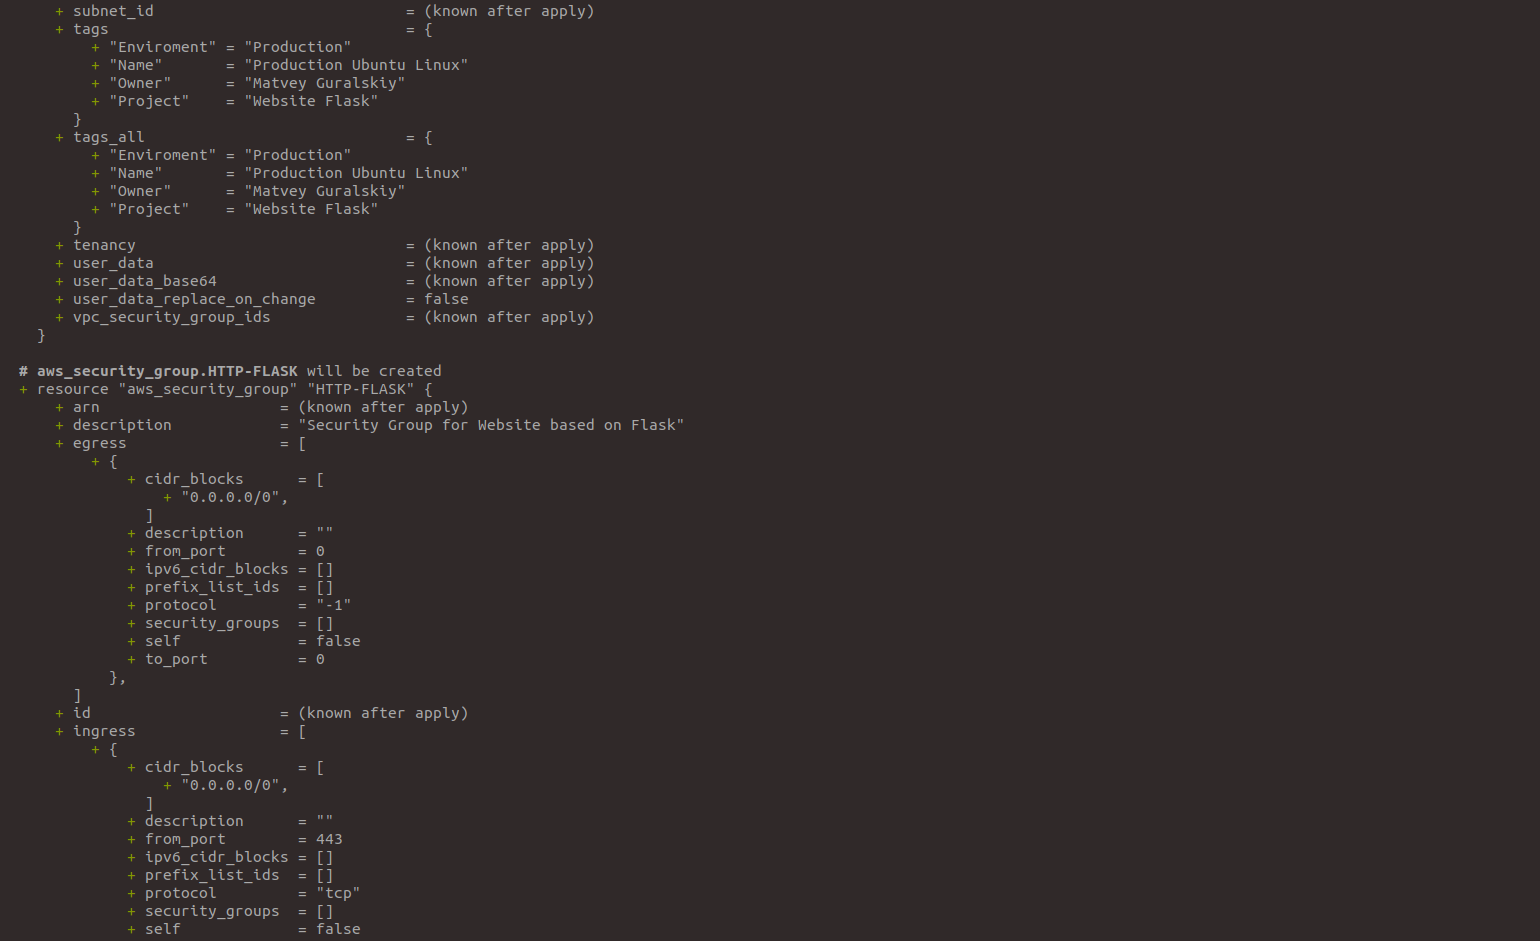 + subnet_id                            = (known after apply)
+ tags                                 = {
+ "Enviroment" = "Production"
+ "Name"       = "Production Ubuntu Linux"
+ "Owner"      = "Matvey Guralskiy"
+ "Project"    = "Website Flask"
}
+ tags_all                             = {
+ "Enviroment" = "Production"
+ "Name"       = "Production Ubuntu Linux"
+ "Owner"      = "Matvey Guralskiy"
+ "Project"    = "Website Flask"
}
+ tenancy                              = (known after apply)
+ user_data                            = (known after apply)
+ user_data_base64                     = (known after apply)
+ user_data_replace_on_change          = false
+ vpc_security_group_ids               = (known after apply)
}
# aws_security_group.HTTP-FLASK will be created
+ resource "aws_security_group" "HTTP-FLASK" {
+ arn                    = (known after apply)
+ description            = "Security Group for Website based on Flask"
+ egress                 = [
+ {
+ cidr_blocks      = [
+ "0.0.0.0/0",
]
+ description      = ""
+ from_port        = 0
+ ipv6_cidr_blocks = []
+ prefix_list_ids  = []
+ protocol         = "-1"
+ security_groups  = []
+ self             = false
+ to_port          = 0
},
]
+ id                     = (known after apply)
+ ingress                = [
+ {
+ cidr_blocks      = [
+ "0.0.0.0/0",
]
+ description      = ""
+ from_port        = 443
+ ipv6_cidr_blocks = []
+ prefix_list_ids  = []
+ protocol         = "tcp"
+ security_groups  = []
+ self             = false